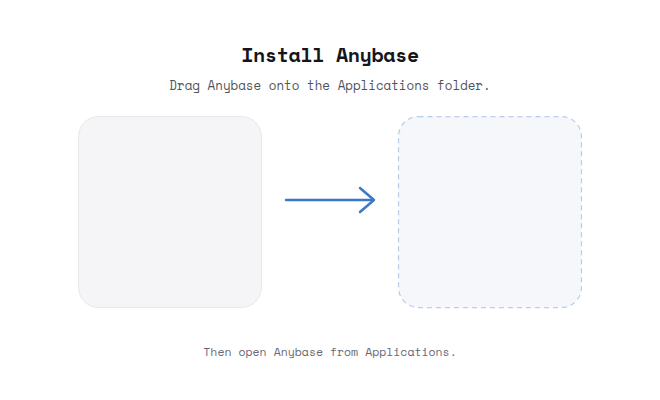 Install Anybase
Drag Anybase onto the Applications folder.
Then open Anybase from Applications.